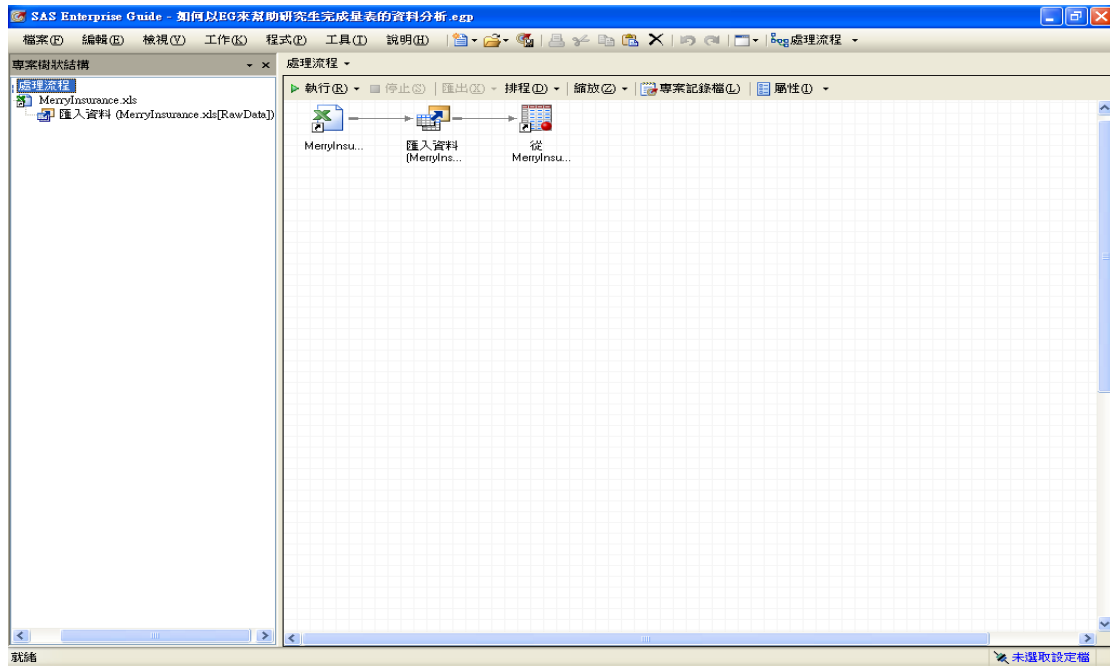 SAS Enterprise Guide - 如何以EG來幫助研究生完成量表的資料分析.egp
檔案(F) 編輯(E) 檢視(V) 工作(K) 程式(P) 工具(T) 說明(H) 處理流程
專案樹狀結構
處理流程
MerryInsurance.xls
匯入資料 (MerryInsurance.xls[RawData])
處理流程
執行(R) 停止(S) 匯出(X) 排程(D) 縮放(Z) 專案記錄檔(L) 屬性(I)
MerryInsu...
匯入資料
(MerryIns...
從
MerryInsu...
就緒
未選取設定檔